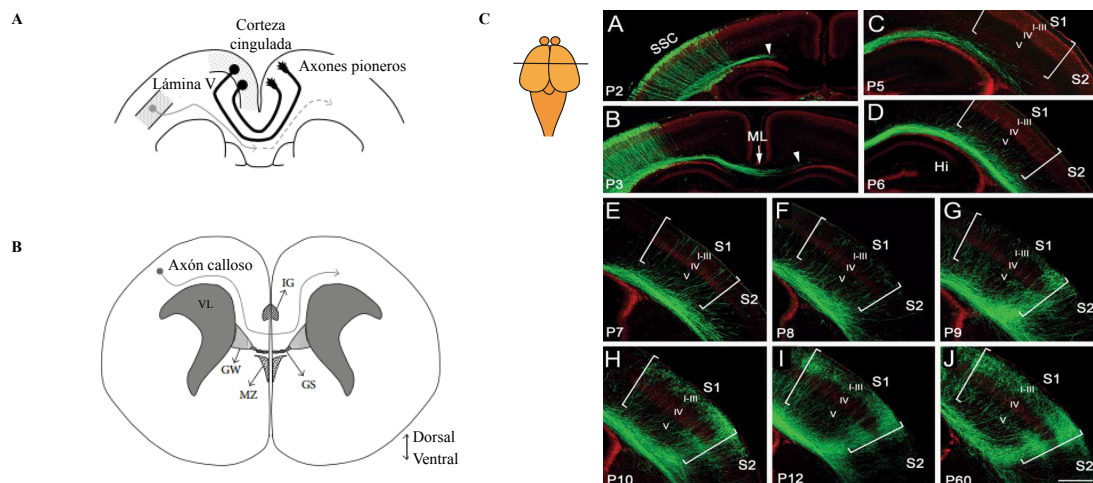 A
Corteza
cingulada
Axones pioneros
Lámina V
B
Axón calloso
IG
VL
GW
MZ
GS
Dorsal
Ventral
C
A
SSC
P2
B
ML
P3
C
S1
I-III
IV
V
S2
P5
D
S1
I-III
IV
V
Hi
S2
P6
E
S1
I-III
IV
V
S2
P7
F
S1
I-III
IV
V
S2
P8
G
S1
I-III
IV
V
S2
P9
H
S1
I-III
IV
V
S2
P10
I
S1
I-III
IV
V
S2
P12
J
S1
I-III
IV
V
S2
P60